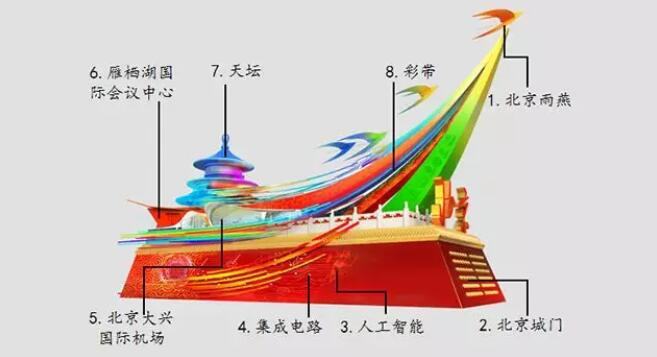 6. 雁栖湖国
际会议中心
7. 天坛
8. 彩带
1. 北京雨燕
5. 北京大兴
国际机场
4. 集成电路
3. 人工智能
2. 北京城门